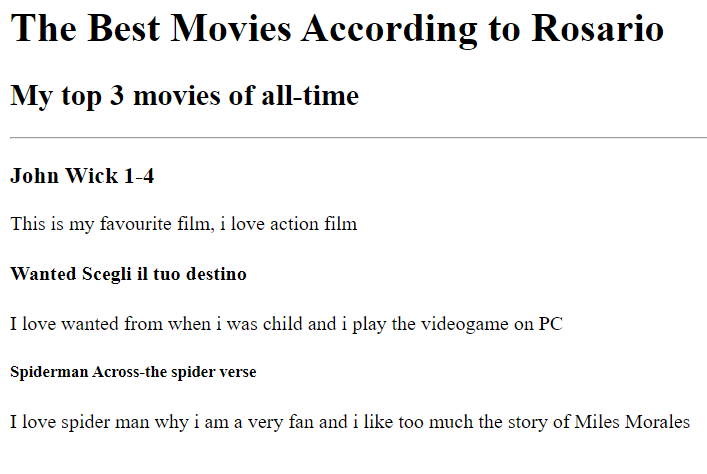 The Best Movies According to Rosario
My top 3 movies of all-time
John Wick 1-4
This is my favourite film, i love action film
Wanted Scegli il tuo destino
I love wanted from when i was child and i play the videogame on PC
Spiderman Across-the spider verse
I love spider man why i am a very fan and i like too much the story of Miles Morales